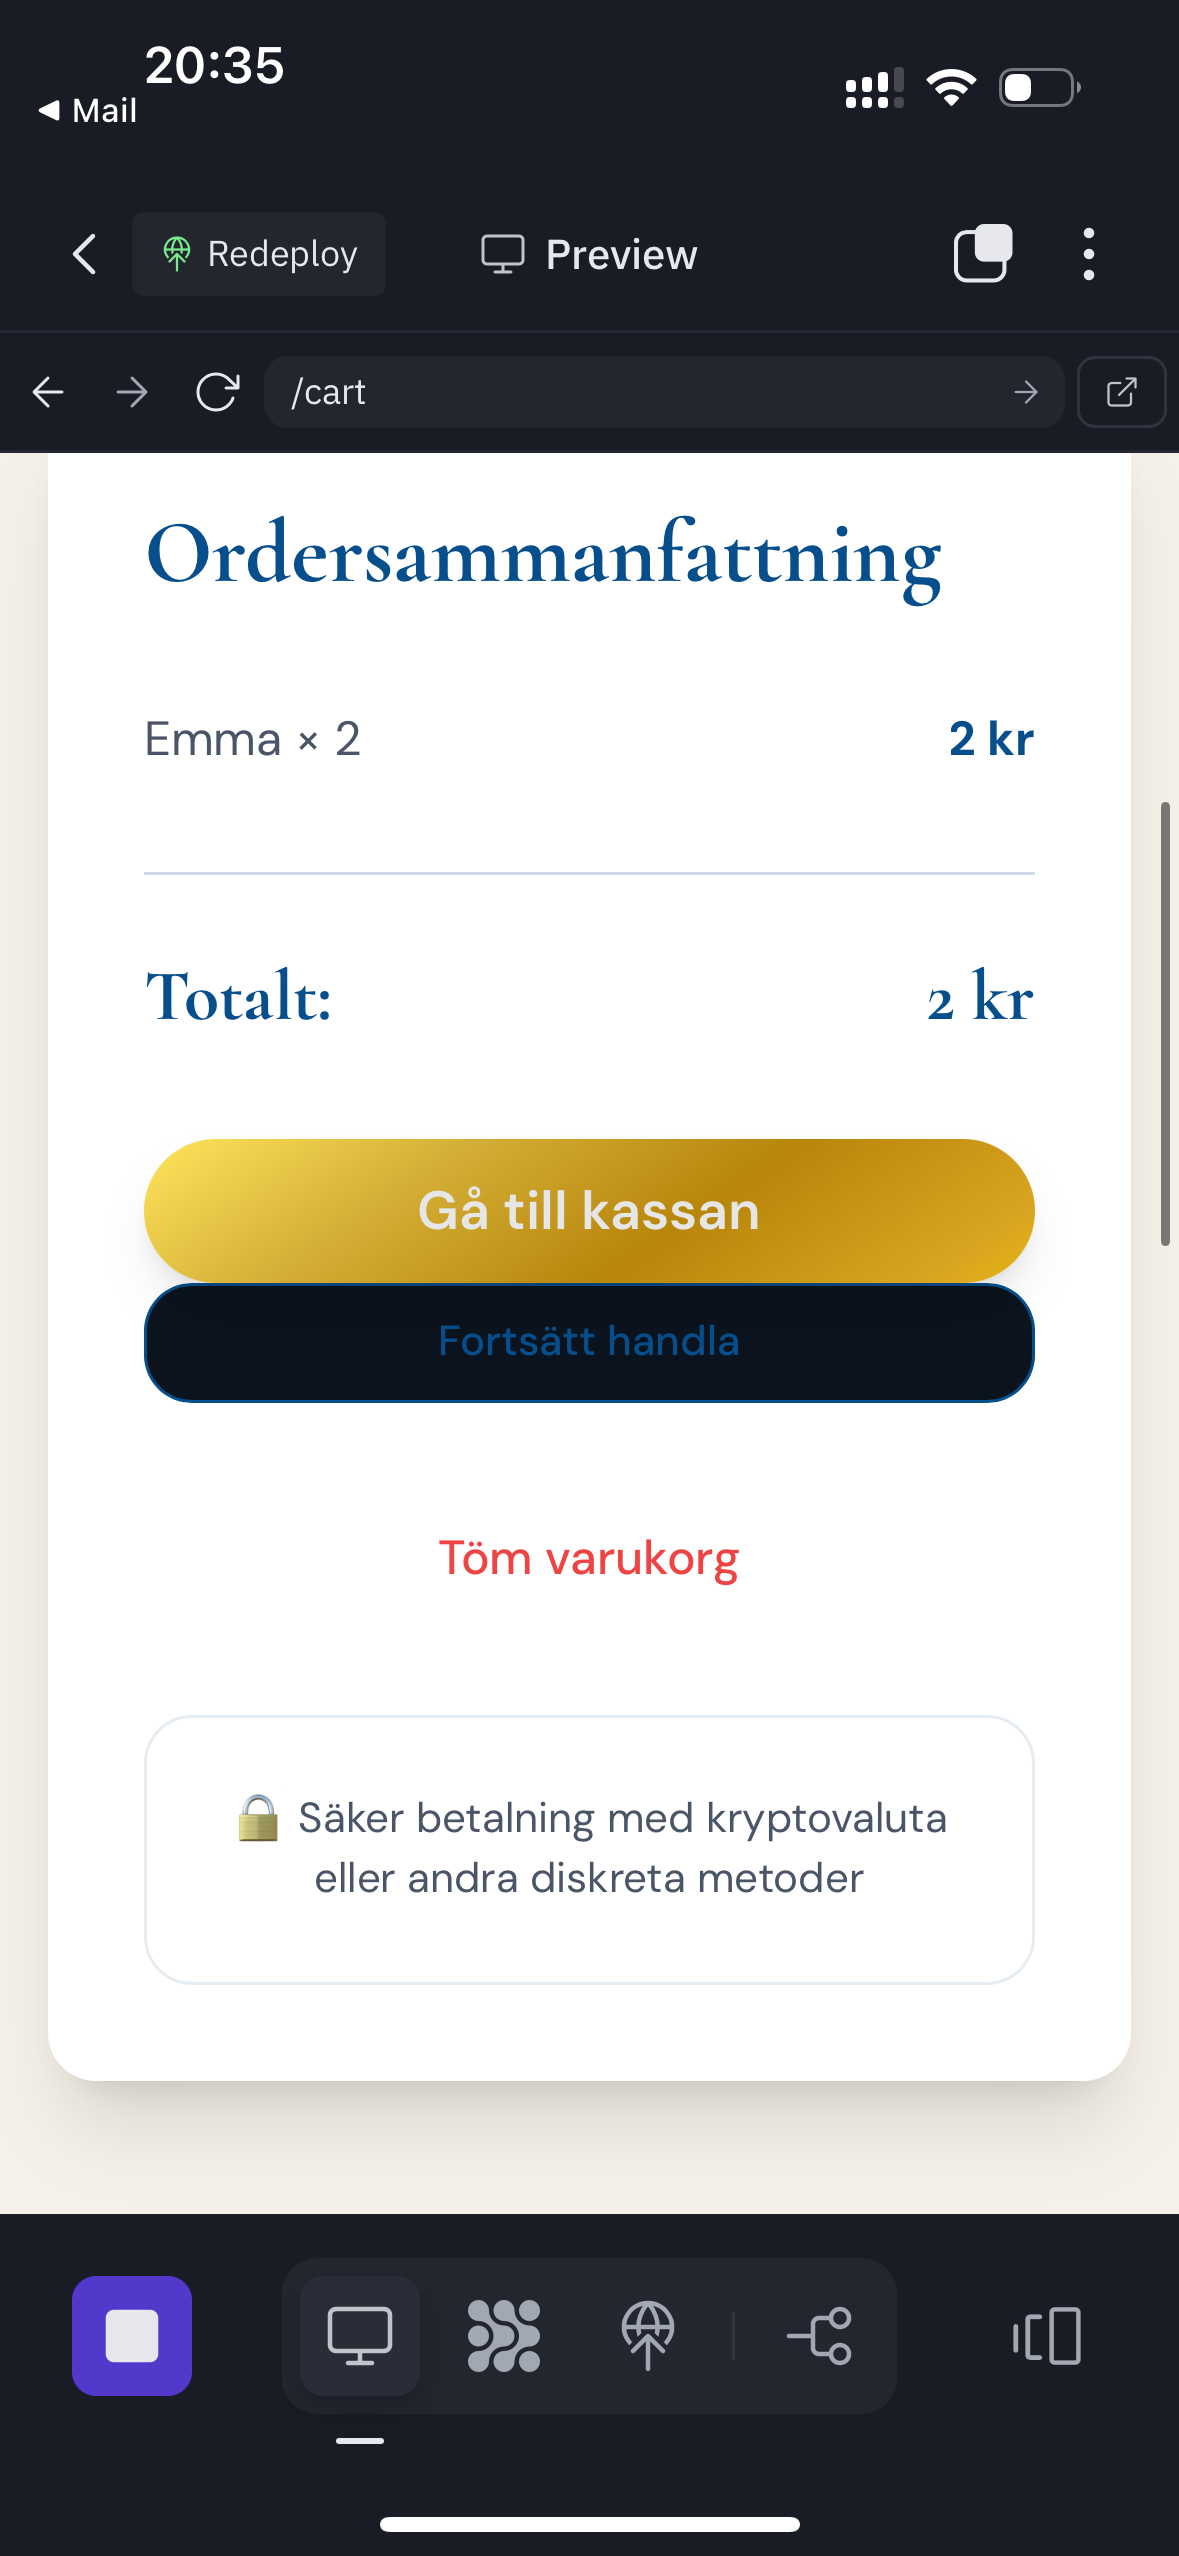 20:35
Mail
Redeploy
Preview
/cart
Ordersammanfattning
Emma × 2
2 kr
Totalt:
2 kr
Gå till kassan
Fortsätt handla
Töm varukorg
🔒 Säker betalning med kryptovaluta
eller andra diskreta metoder